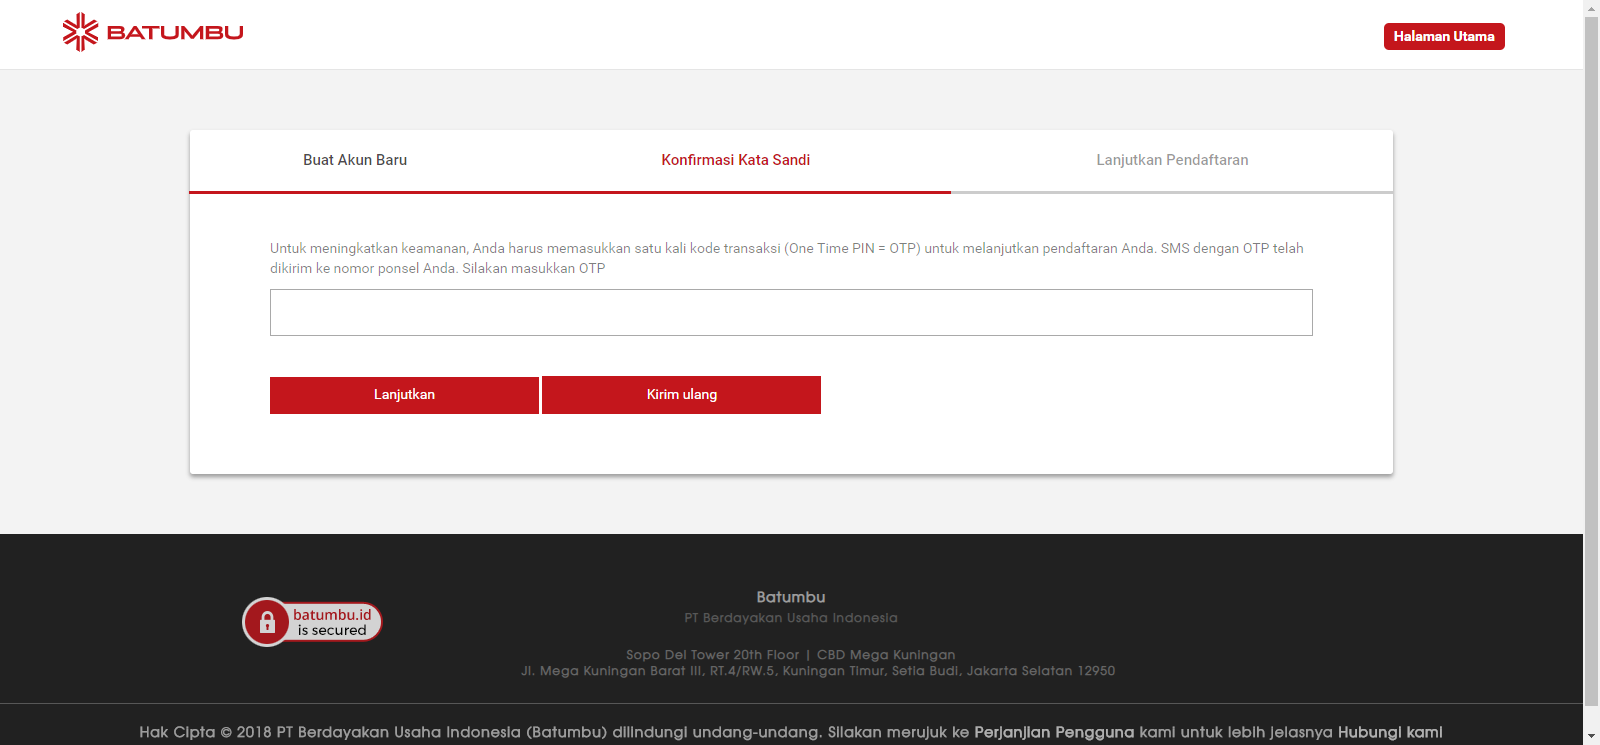 BATUMBU
Halaman Utama
Buat Akun Baru
Konfirmasi Kata Sandi
Lanjutkan Pendaftaran
Untuk meningkatkan keamanan, Anda harus memasukkan satu kali kode transaksi (One Time PIN = OTP) untuk melanjutkan pendaftaran Anda. SMS dengan OTP telah
dikirim ke nomor ponsel Anda. Silakan masukkan OTP
Lanjutkan
Kirim ulang
batumbu.id
is secured
Batumbu
PT Berdayakan Usaha Indonesia
Sopo Del Tower 20th Floor | CBD Mega Kuningan
Jl. Mega Kuningan Barat III, RT.4/RW.5, Kuningan Timur, Setia Budi, Jakarta Selatan 12950
Hak Cipta © 2018 PT Berdayakan Usaha Indonesia (Batumbu) dilindungi undang-undang. Silakan merujuk ke Perjanjian Pengguna kami untuk lebih jelasnya Hubungi kami